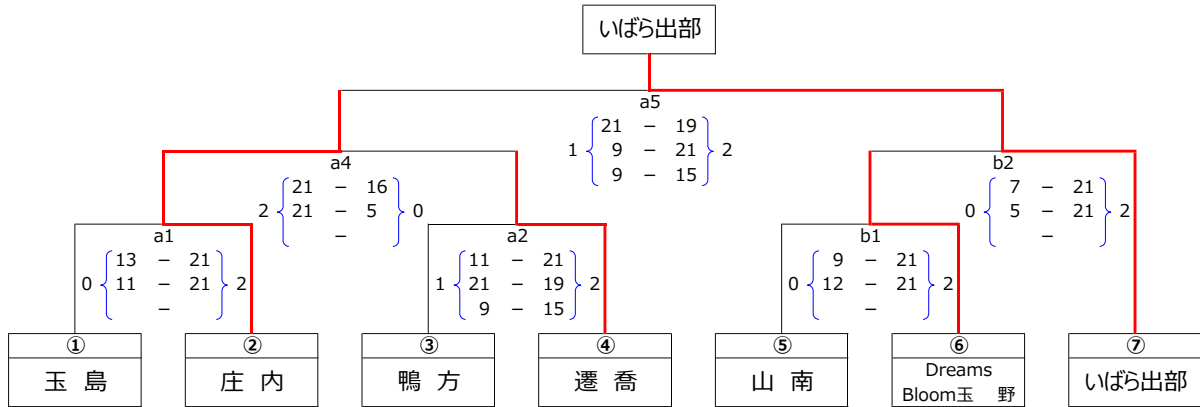 いばら出部
a5
21 － 19
1 9 － 21 2
9 － 15
a4
21 － 16
2 21 － 5 0
－
b2
7 － 21
0 5 － 21 2
－
a1
13 － 21
0 11 － 21 2
－
a2
11 － 21
1 21 － 19 2
9 － 15
b1
9 － 21
0 12 － 21 2
－
① ② ③ ④ ⑤ ⑥ ⑦
玉 島
庄 内
鴨 方
遷 喬
山 南
Dreams
Bloom玉 野
いばら出部